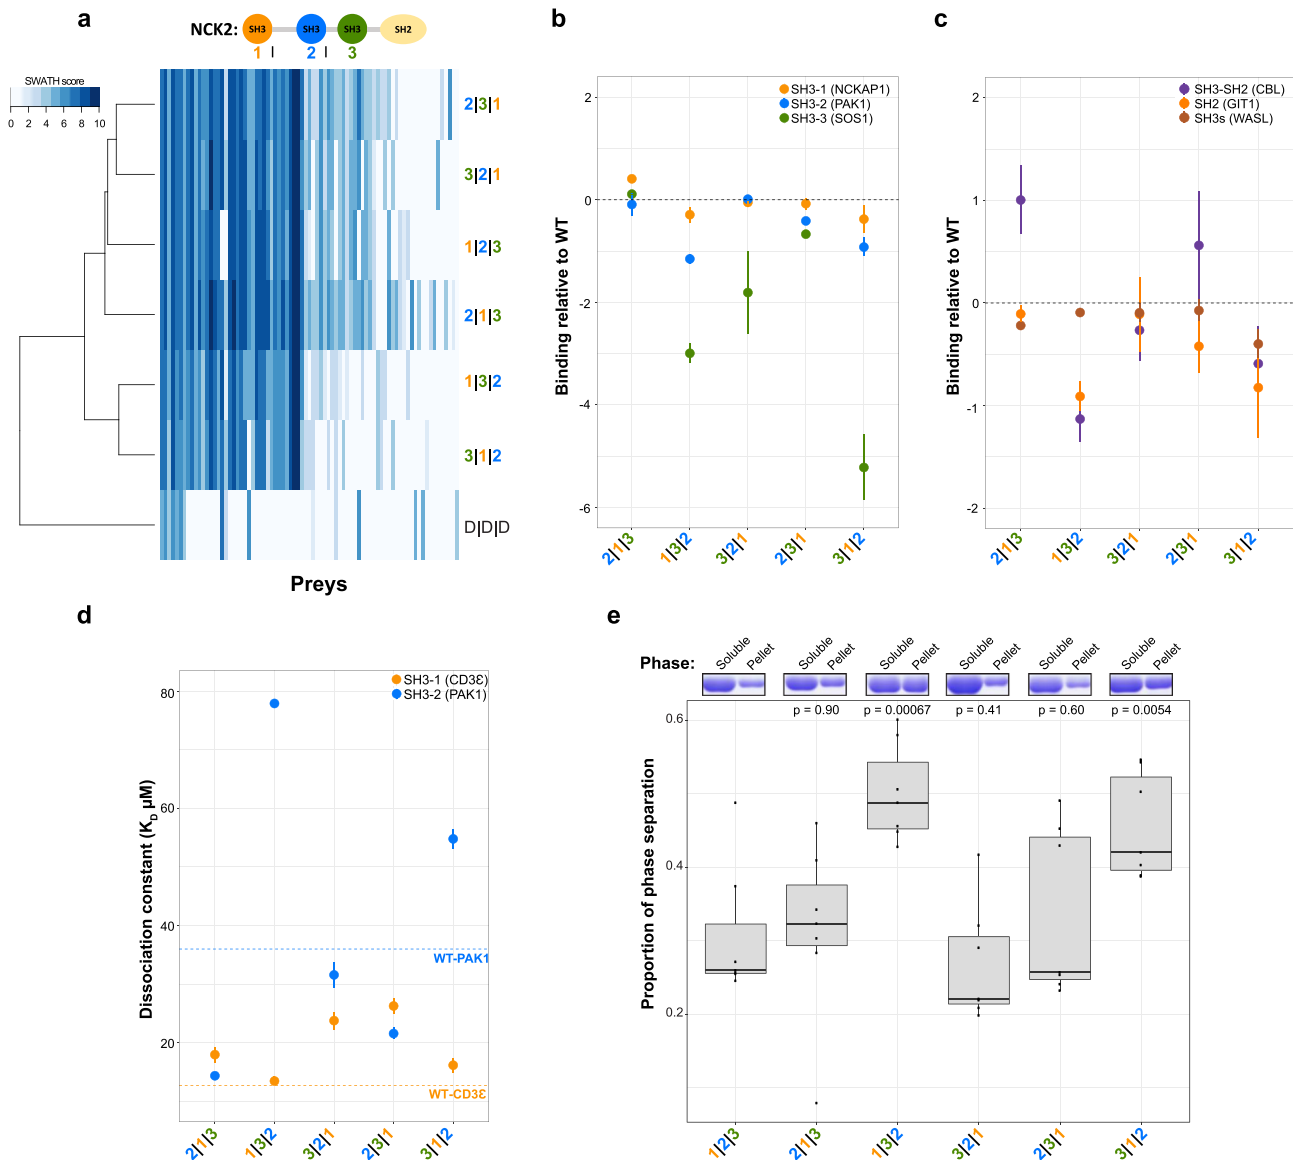 a
NCK2:
SH3
SH3
SH3
SH2
1 | 2 | 3
SWATH score
0 2 4 6 8 10
2|3|1
3|2|1
1|2|3
2|1|3
1|3|2
3|1|2
D|D|D
Preys
b
Binding relative to WT
2
0
-2
-4
-6
SH3-1 (NCKAP1)
SH3-2 (PAK1)
SH3-3 (SOS1)
2|1|3
1|3|2
3|2|1
2|3|1
3|1|2
c
Binding relative to WT
2
1
0
-1
-2
SH3-SH2 (CBL)
SH2 (GIT1)
SH3s (WASL)
2|1|3
1|3|2
3|2|1
2|3|1
3|1|2
d
Dissociation constant (KD µM)
80
60
40
20
SH3-1 (CD3Ɛ)
SH3-2 (PAK1)
WT-PAK1
WT-CD3Ɛ
2|1|3
1|3|2
3|2|1
2|3|1
3|1|2
e
Phase:
Soluble Pellet
Soluble Pellet
Soluble Pellet
Soluble Pellet
Soluble Pellet
Soluble Pellet
p = 0.90
p = 0.00067
p = 0.41
p = 0.60
p = 0.0054
Proportion of phase separation
0.6
0.4
0.2
1|2|3
2|1|3
1|3|2
3|2|1
2|3|1
3|1|2